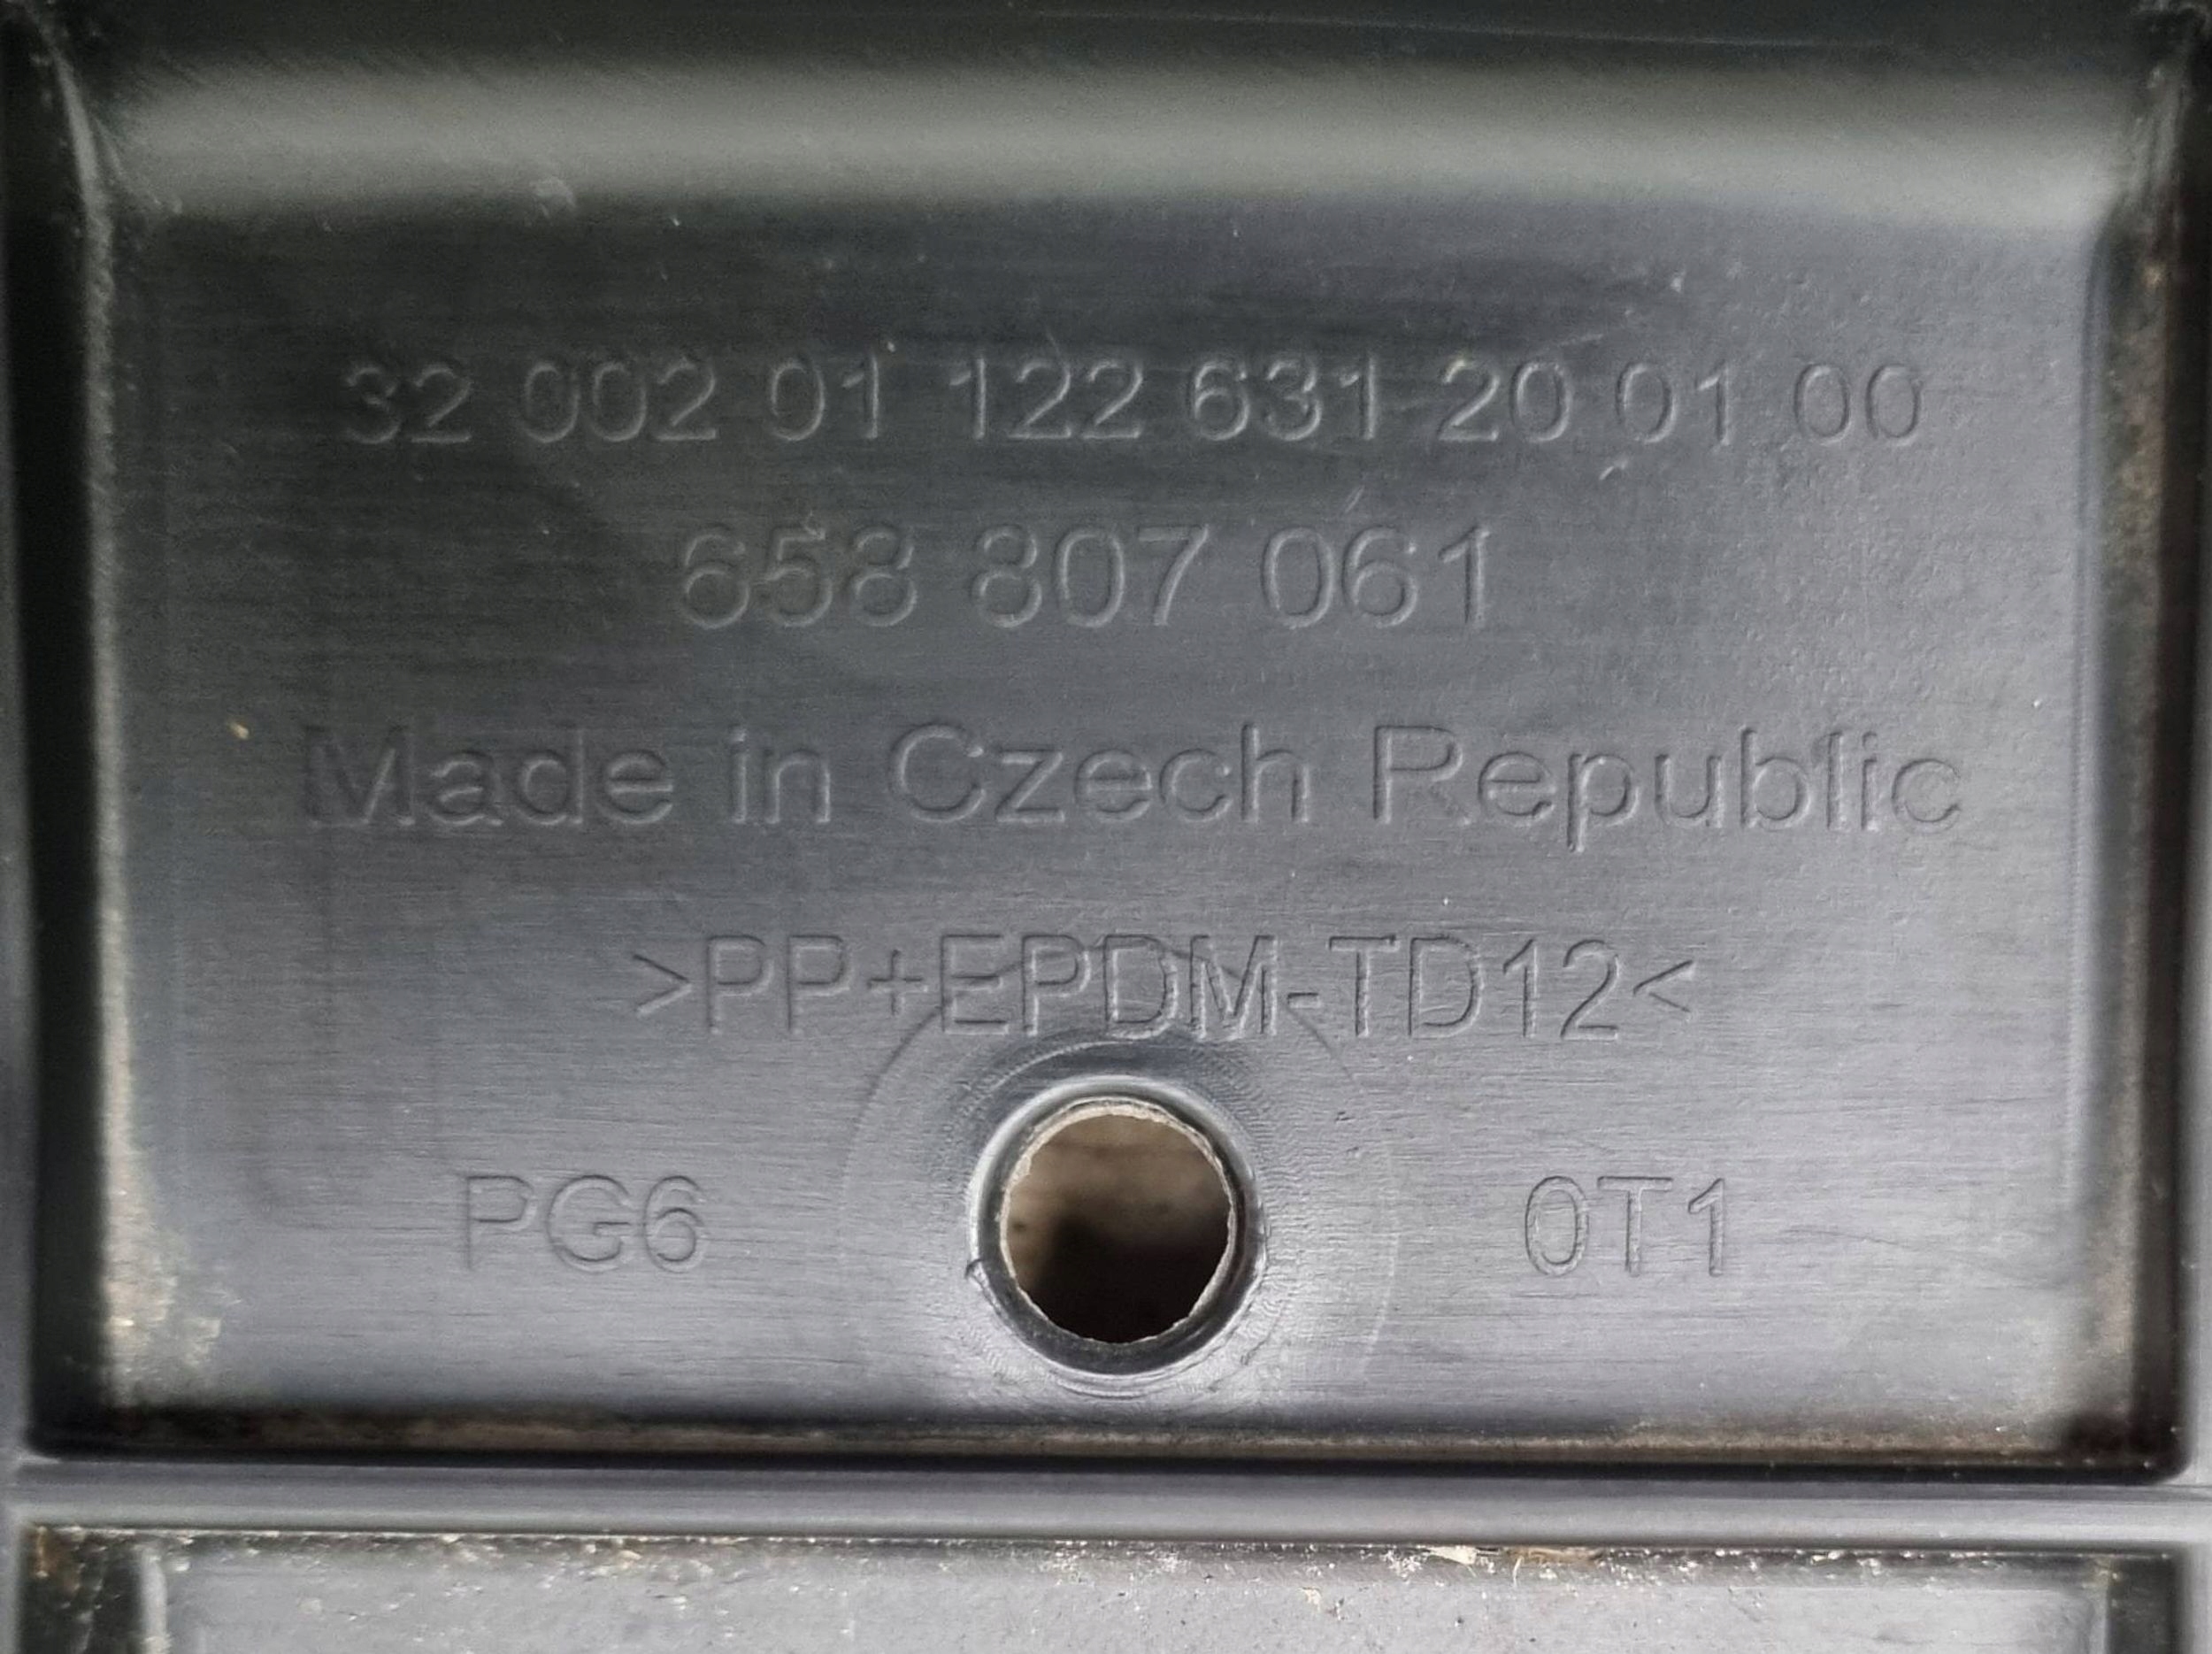 32 002 01 122 631 20 01 00
658 807 061
Made in Czech Republic
>PP+EPDM-TD12<
PG6 0T1